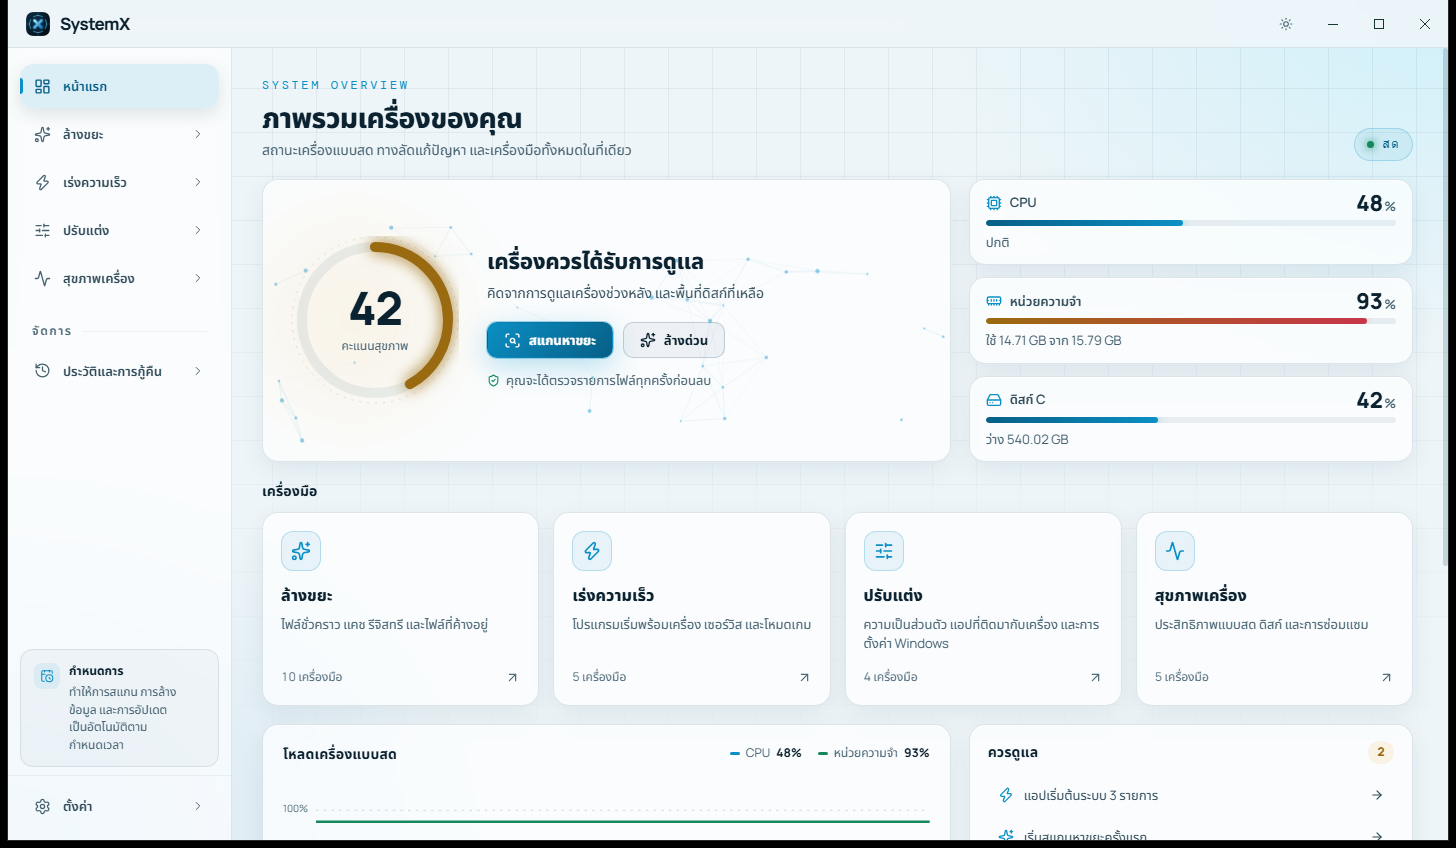 SystemX
หน้าแรก
ล้างขยะ
เร่งความเร็ว
ปรับแต่ง
สุขภาพเครื่อง
จัดการ
ประวัติและการกู้คืน
กำหนดการ
ทำให้การสแกน การล้าง
ข้อมูล และการอัปเดต
เป็นอัตโนมัติตาม
กำหนดเวลา
ตั้งค่า
SYSTEM OVERVIEW
ภาพรวมเครื่องของคุณ
สถานะเครื่องแบบสด ทางลัดแก้ปัญหา และเครื่องมือทั้งหมดในที่เดียว
สด
42
คะแนนสุขภาพ
เครื่องควรได้รับการดูแล
คิดจากการดูแลเครื่องช่วงหลัง และพื้นที่ดิสก์ที่เหลือ
สแกนหาขยะ
ล้างด่วน
คุณจะได้ตรวจรายการไฟล์ทุกครั้งก่อนลบ
CPU 48%
ปกติ
หน่วยความจำ 93%
ใช้ 14.71 GB จาก 15.79 GB
ดิสก์ C 42%
ว่าง 540.02 GB
เครื่องมือ
ล้างขยะ
ไฟล์ชั่วคราว แคช รีจิสทรี และไฟล์ที่ค้างอยู่
10 เครื่องมือ
เร่งความเร็ว
โปรแกรมเริ่มพร้อมเครื่อง เซอร์วิส และโหมดเกม
5 เครื่องมือ
ปรับแต่ง
ความเป็นส่วนตัว แอปที่ติดมากับเครื่อง และการ
ตั้งค่า Windows
4 เครื่องมือ
สุขภาพเครื่อง
ประสิทธิภาพแบบสด ดิสก์ และการซ่อมแซม
5 เครื่องมือ
โหลดเครื่องแบบสด
CPU 48% หน่วยความจำ 93%
100%
ควรดูแล
2
แอปเริ่มต้นระบบ 3 รายการ
เริ่มสแกนหาขยะครั้งแรก